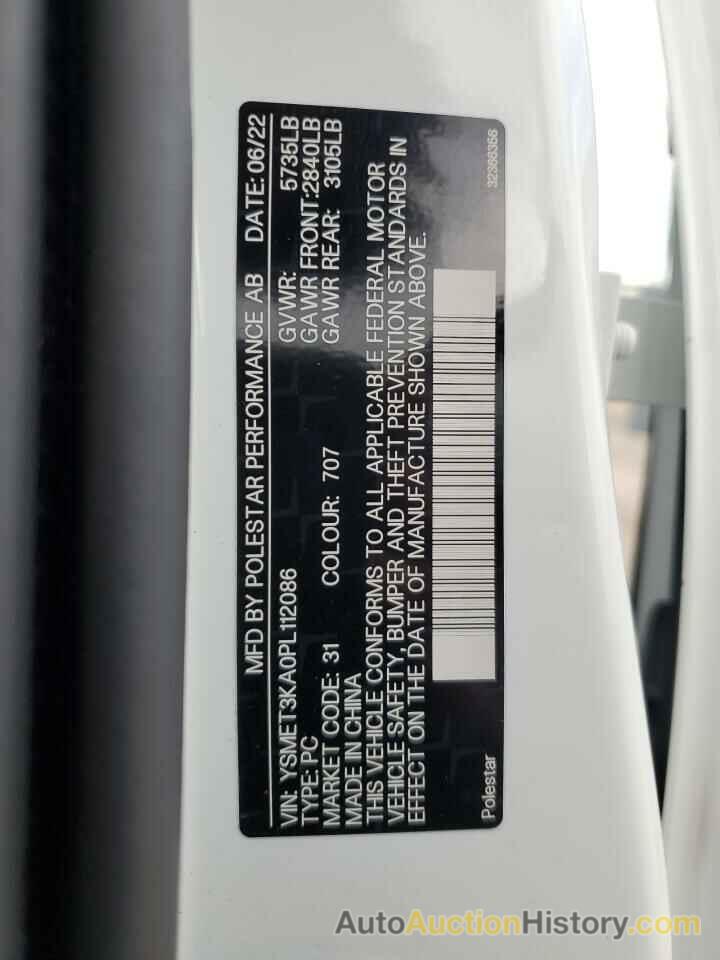 MFD BY POLESTAR PERFORMANCE AB DATE: 06/22
VIN: YSMET3KA0PL112086 GVWR: 5735LB
TYPE: PC GAWR FRONT:2840LB
MARKET CODE: 31 COLOUR: 707 GAWR REAR: 3105LB
MADE IN CHINA
THIS VEHICLE CONFORMS TO ALL APPLICABLE FEDERAL MOTOR
VEHICLE SAFETY, BUMPER AND THEFT PREVENTION STANDARDS IN
EFFECT ON THE DATE OF MANUFACTURE SHOWN ABOVE.
Polestar 32366366
AutoAuctionHistory.com